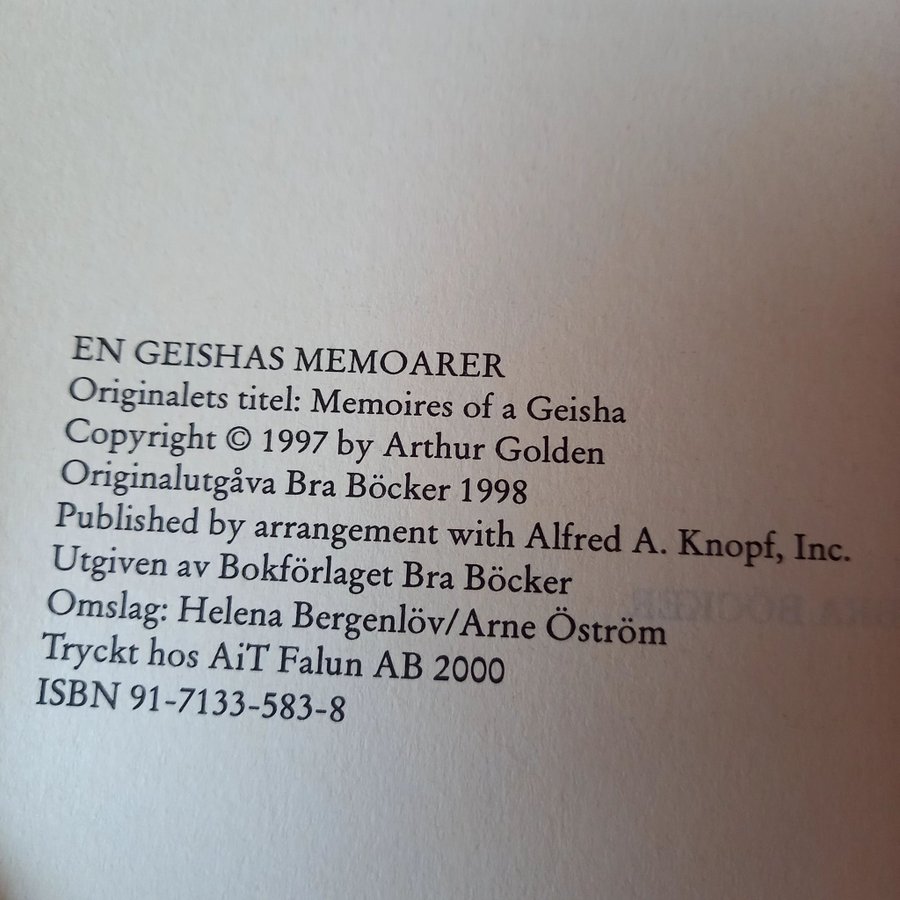 EN GEISHAS MEMOARER
Originalets titel: Memoires of a Geisha
Copyright © 1997 by Arthur Golden
Originalutgåva Bra Böcker 1998
Published by arrangement with Alfred A. Knopf, Inc.
Utgiven av Bokförlaget Bra Böcker
Omslag: Helena Bergenlöv/Arne Öström
Tryckt hos AiT Falun AB 2000
ISBN 91-7133-583-8